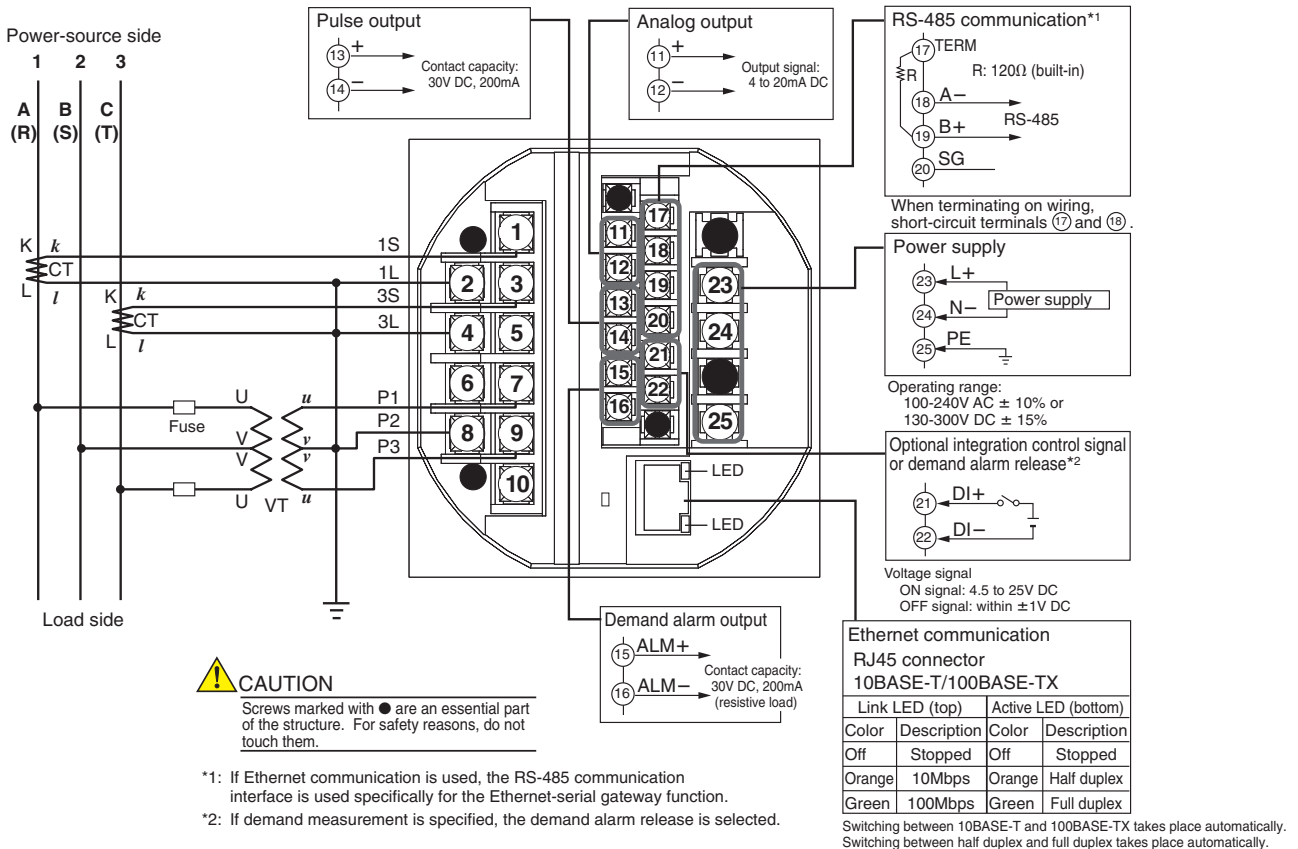 Power-source side
1 2 3
A B C
(R) (S) (T)
K k
CT
L l
K k
CT
L l
U u
Fuse
V v
V v
U VT u
Load side
1S
1L
3S
3L
P1
P2
P3
1
2 3
4 5
6 7
8 9
10
11
12
13
14
15
16
17
18
19
20
21
22
23
24
25
LED
LED
Pulse output
13 +
14 −
Contact capacity:
30V DC, 200mA
Analog output
11 +
12 −
Output signal:
4 to 20mA DC
RS-485 communication*1
17 TERM
R
R: 120Ω (built-in)
18 A−
RS-485
19 B+
20 SG
When terminating on wiring,
short-circuit terminals ⑰ and ⑱ .
Power supply
23 L+
Power supply
24 N−
25 PE
Operating range:
100-240V AC ± 10% or
130-300V DC ± 15%
Optional integration control signal
or demand alarm release*2
21 DI+
22 DI−
Voltage signal
ON signal: 4.5 to 25V DC
OFF signal: within ±1V DC
Demand alarm output
15 ALM+
16 ALM−
Contact capacity:
30V DC, 200mA
(resistive load)
Ethernet communication
RJ45 connector
10BASE-T/100BASE-TX
Link LED (top) Active LED (bottom)
Color Description Color Description
Off Stopped Off Stopped
Orange 10Mbps Orange Half duplex
Green 100Mbps Green Full duplex
Switching between 10BASE-T and 100BASE-TX takes place automatically.
Switching between half duplex and full duplex takes place automatically.
CAUTION
Screws marked with ● are an essential part
of the structure. For safety reasons, do not
touch them.
*1: If Ethernet communication is used, the RS-485 communication
interface is used specifically for the Ethernet-serial gateway function.
*2: If demand measurement is specified, the demand alarm release is selected.